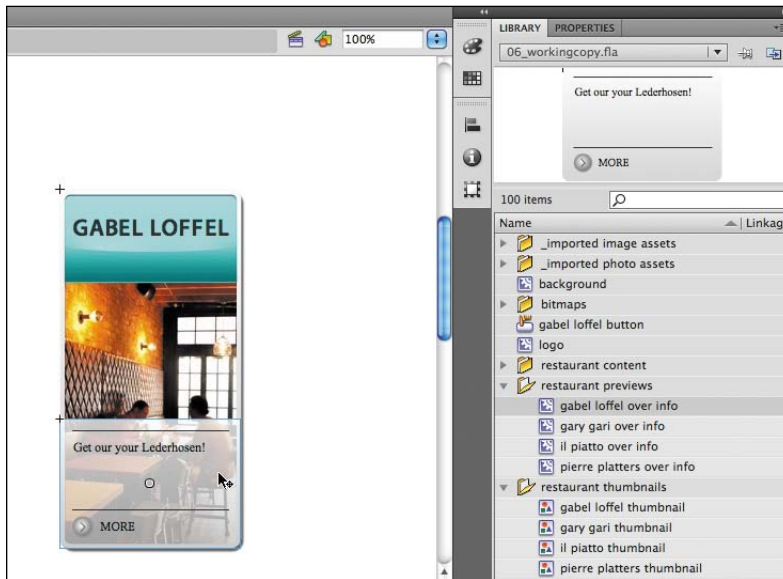 100%
GABEL LOFFEL
Get our your Lederhosen!
MORE
LIBRARY PROPERTIES
06_workingcopy.fla
Get our your Lederhosen!
MORE
100 items
Name Linkag
_imported image assets
_imported photo assets
background
bitmaps
gabel loffel button
logo
restaurant content
restaurant previews
gabel loffel over info
gary gari over info
il piatto over info
pierre platters over info
restaurant thumbnails
gabel loffel thumbnail
gary gari thumbnail
il piatto thumbnail
pierre platters thumbnail